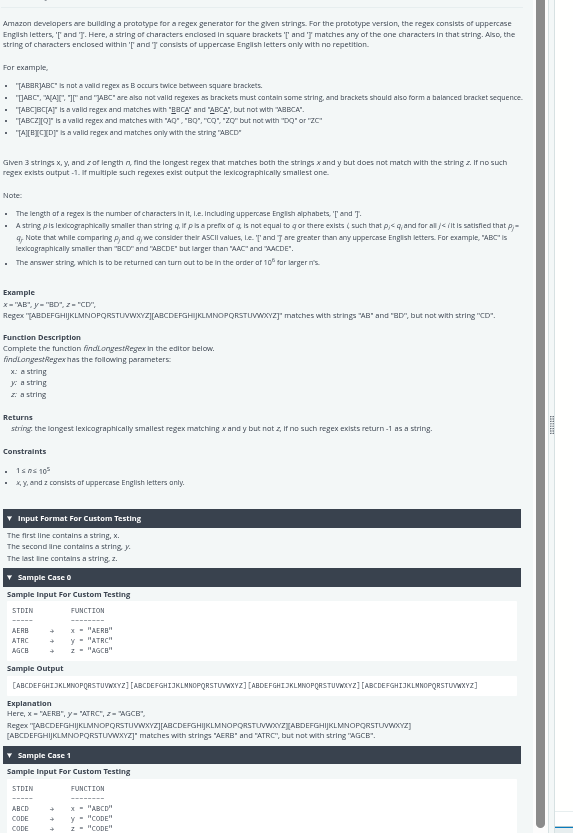 Amazon developers are building a prototype for a regex generator for the given strings. For the prototype version, the regex consists of uppercase
English letters, '[' and ']'. Here, a string of characters enclosed in square brackets '[' and ']' matches any of the one characters in that string. Also, the
string of characters enclosed within '[' and ']' consists of uppercase English letters only with no repetition.
For example,
• "[ABBR]ABC" is not a valid regex as B occurs twice between square brackets.
• "[]ABC", "A[A][", "][" and "]ABC" are also not valid regexes as brackets must contain some string, and brackets should also form a balanced bracket sequence.
• "[ABC]BC[A]" is a valid regex and matches with "BBCA" and "ABCA", but not with "ABBCA".
• "[ABCZ][Q]" is a valid regex and matches with "AQ" , "BQ", "CQ", "ZQ" but not with "DQ" or "ZC"
• "[A][B][C][D]" is a valid regex and matches only with the string "ABCD"
Given 3 strings x, y, and z of length n, find the longest regex that matches both the strings x and y but does not match with the string z. If no such
regex exists output -1. If multiple such regexes exist output the lexicographically smallest one.
Note:
• The length of a regex is the number of characters in it, i.e. including uppercase English alphabets, '[' and ']'.
• A string p is lexicographically smaller than string q, if p is a prefix of q, is not equal to q or there exists i, such that pi < qi and for all j < i it is satisfied that pj =
qj. Note that while comparing pj and qj we consider their ASCII values, i.e. '[' and ']' are greater than any uppercase English letters. For example, "ABC" is
lexicographically smaller than "BCD" and "ABCDE" but larger than "AAC" and "AACDE".
• The answer string, which is to be returned can turn out to be in the order of 10^6 for larger n's.
Example
x = "AB", y = "BD", z = "CD",
Regex "[ABDEFGHIJKLMNOPQRSTUVWXYZ][ABCDEFGHIJKLMNOPQRSTUVWXYZ]" matches with strings "AB" and "BD", but not with string "CD".
Function Description
Complete the function findLongestRegex in the editor below.
findLongestRegex has the following parameters:
x: a string
y: a string
z: a string
Returns
string: the longest lexicographically smallest regex matching x and y but not z, if no such regex exists return -1 as a string.
Constraints
• 1 ≤ n ≤ 10^5
• x, y, and z consists of uppercase English letters only.
▼ Input Format For Custom Testing
The first line contains a string, x.
The second line contains a string, y.
The last line contains a string, z.
▼ Sample Case 0
Sample Input For Custom Testing
STDIN FUNCTION
----- --------
AERB → x = "AERB"
ATRC → y = "ATRC"
AGCB → z = "AGCB"
Sample Output
[ABCDEFGHIJKLMNOPQRSTUVWXYZ][ABCDEFGHIJKLMNOPQRSTUVWXYZ][ABDEFGHIJKLMNOPQRSTUVWXYZ][ABCDEFGHIJKLMNOPQRSTUVWXYZ]
Explanation
Here, x = "AERB", y = "ATRC", z = "AGCB",
Regex "[ABCDEFGHIJKLMNOPQRSTUVWXYZ][ABCDEFGHIJKLMNOPQRSTUVWXYZ][ABDEFGHIJKLMNOPQRSTUVWXYZ]
[ABCDEFGHIJKLMNOPQRSTUVWXYZ]" matches with strings "AERB" and "ATRC", but not with string "AGCB".
▼ Sample Case 1
Sample Input For Custom Testing
STDIN FUNCTION
----- --------
ABCD → x = "ABCD"
CODE → y = "CODE"
CODE → z = "CODE"